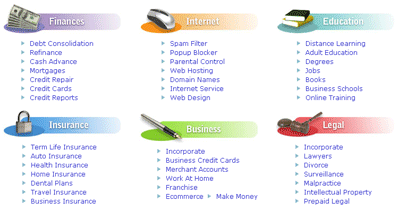 Finances
Debt Consolidation
Refinance
Cash Advance
Mortgages
Credit Repair
Credit Cards
Credit Reports
Internet
Spam Filter
Popup Blocker
Parental Control
Web Hosting
Domain Names
Internet Service
Web Design
Education
Distance Learning
Adult Education
Degrees
Jobs
Books
Business Schools
Online Training
Insurance
Term Life Insurance
Auto Insurance
Health Insurance
Home Insurance
Dental Plans
Travel Insurance
Business Insurance
Business
Incorporate
Business Credit Cards
Merchant Accounts
Work At Home
Franchise
Ecommerce Make Money
Legal
Incorporate
Lawyers
Divorce
Surveillance
Malpractice
Intellectual Property
Prepaid Legal